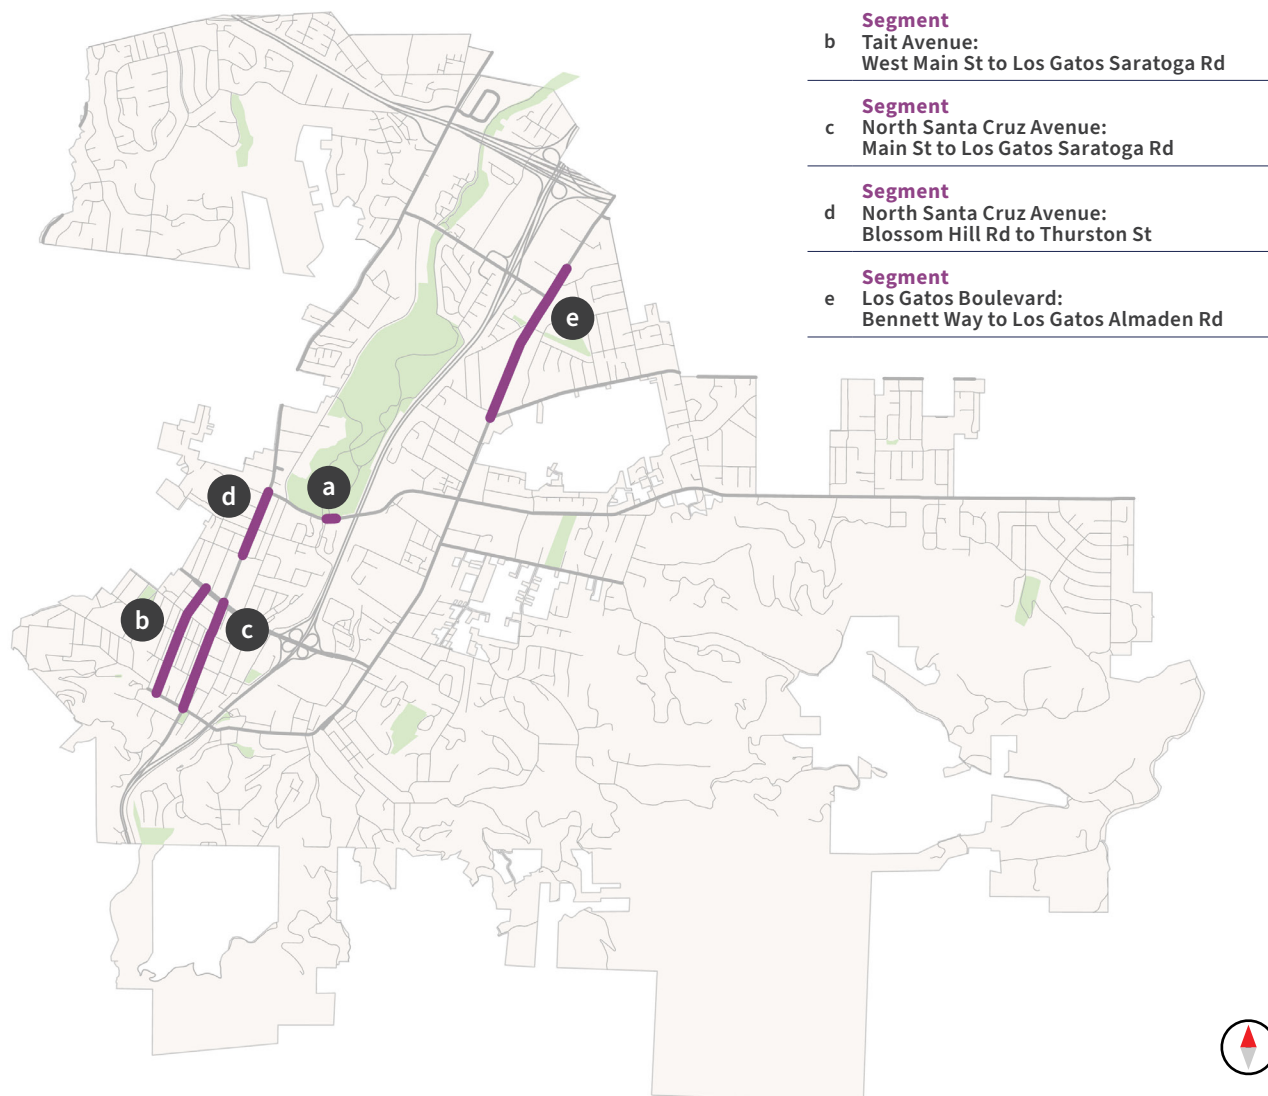 Segment
b Tait Avenue:
West Main St to Los Gatos Saratoga Rd
Segment
c North Santa Cruz Avenue:
Main St to Los Gatos Saratoga Rd
Segment
d North Santa Cruz Avenue:
Blossom Hill Rd to Thurston St
Segment
e Los Gatos Boulevard:
Bennett Way to Los Gatos Almaden Rd
e
a
d
b
c